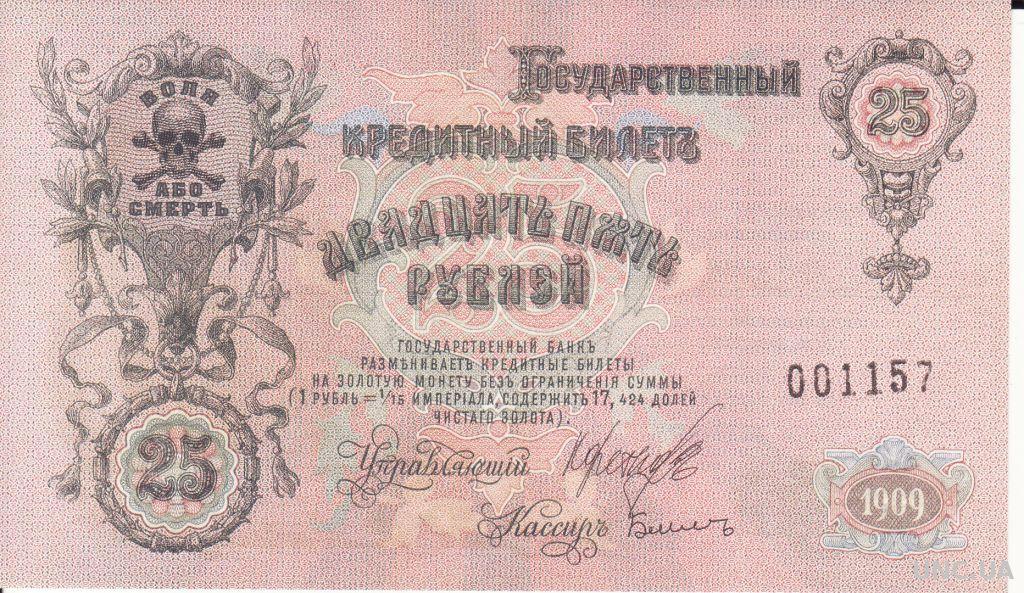 ВОЛЯ
АБО
СМЕРТЬ
ГОСУДАРСТВЕННЫЙ
КРЕДИТНЫЙ БИЛЕТЪ
25
ДВАДЦАТЬ ПЯТЬ
РУБЛЕЙ
25
ГОСУДАРСТВЕННЫЙ БАНКЪ
РАЗМѢНИВАЕТЪ КРЕДИТНЫЕ БИЛЕТЫ
НА ЗОЛОТУЮ МОНЕТУ БЕЗЪ ОГРАНИЧЕНІЯ СУММЫ
(1 РУБЛЬ = 1/15 ИМПЕРІАЛА, СОДЕРЖИТЪ 17, 424 ДОЛЕЙ
ЧИСТАГО ЗОЛОТА).
001157
25
Управляющій
Кассиръ
1909
25
UNC.UA